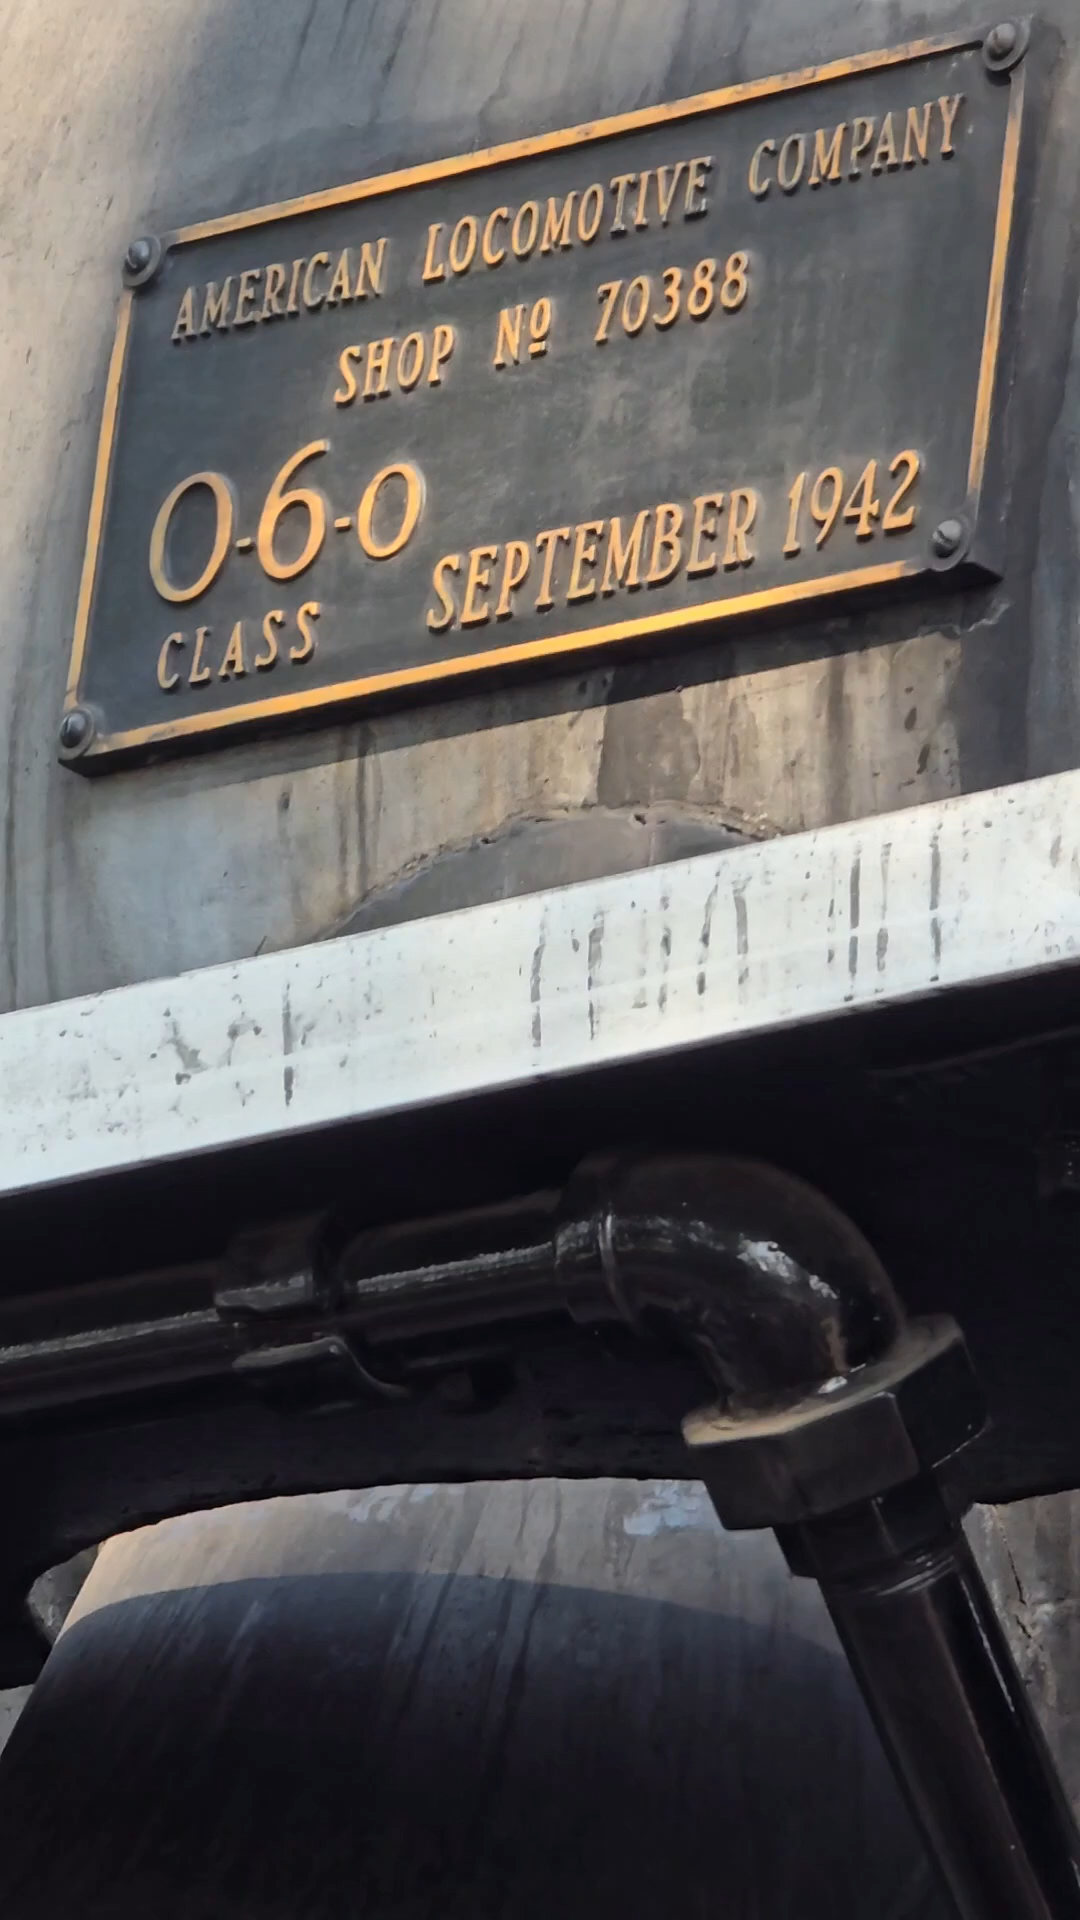 AMERICAN LOCOMOTIVE COMPANY
SHOP Nº 70388
0-6-0
CLASS
SEPTEMBER 1942